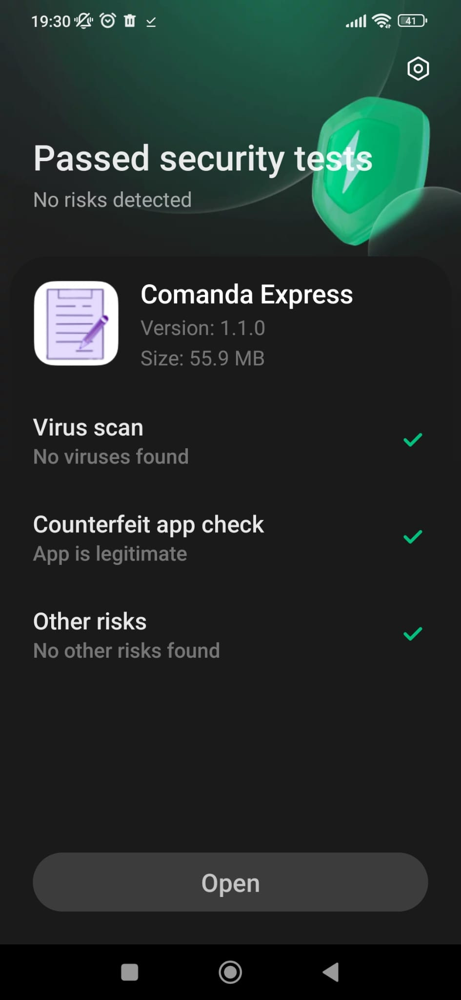 19:30
41
Passed security tests
No risks detected
Comanda Express
Version: 1.1.0
Size: 55.9 MB
Virus scan
No viruses found
Counterfeit app check
App is legitimate
Other risks
No other risks found
Open